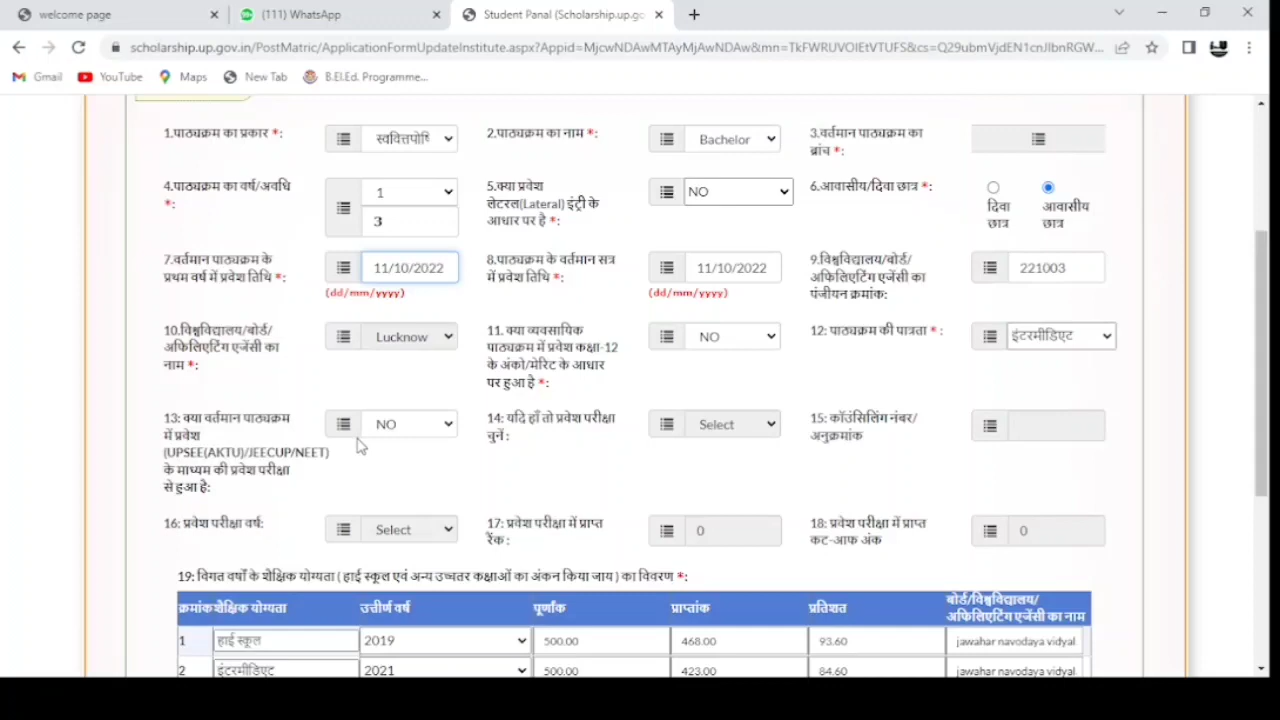 welcome page
(111) WhatsApp
Student Panal (Scholarship.up.go
scholarship.up.gov.in/PostMatric/ApplicationFormUpdateInstitute.aspx?Appid=MjcwNDAwMTAyMjAwNDAw&mn=TkFWRUVOIEtVTUFS&cs=Q29ubmVjdEN1cnJlbnRGW...
Gmail YouTube Maps New Tab B.El.Ed. Programme...
1.पाठ्यक्रम का प्रकार *: स्ववित्तपोषि 2.पाठ्यक्रम का नाम *: Bachelor 3.वर्तमान पाठ्यक्रम का
ब्रांच *:
4.पाठ्यक्रम का वर्ष/अवधि
*:
1
3
5.क्या प्रवेश
लेटरल(Lateral) इंट्री के
आधार पर है *:
NO
6.आवासीय/दिवा छात्र *:
दिवा
छात्र
आवासीय
छात्र
7.वर्तमान पाठ्यक्रम के
प्रथम वर्ष में प्रवेश तिथि *:
11/10/2022
(dd/mm/yyyy)
8.पाठ्यक्रम के वर्तमान सत्र
में प्रवेश तिथि *:
11/10/2022
(dd/mm/yyyy)
9.विश्वविद्यालय/बोर्ड/
अफिलिएटिंग एजेंसी का
पंजीयन क्रमांक:
221003
10.विश्वविद्यालय/बोर्ड/
अफिलिएटिंग एजेंसी का
नाम *:
Lucknow
11. क्या व्यवसायिक
पाठ्यक्रम में प्रवेश कक्षा-12
के अंको/मेरिट के आधार
पर हुआ है *:
NO
12: पाठ्यक्रम की पात्रता * :
इंटरमीडिएट
13: क्या वर्तमान पाठ्यक्रम
में प्रवेश
(UPSEE(AKTU)/JEECUP/NEET)
के माध्यम की प्रवेश परीक्षा
से हुआ है:
NO
14: यदि हाँ तो प्रवेश परीक्षा
चुनें :
Select
15: कॉउंसिलिंग नंबर/
अनुक्रमांक
16: प्रवेश परीक्षा वर्ष:
Select
17: प्रवेश परीक्षा में प्राप्त
रैंक :
0
18: प्रवेश परीक्षा में प्राप्त
कट-आफ अंक
0
19: विगत वर्षों के शैक्षिक योग्यता ( हाई स्कूल एवं अन्य उच्चतर कक्षाओं का अंकन किया जाय ) का विवरण *:
क्रमांक शैक्षिक योग्यता उत्तीर्ण वर्ष पूर्णांक प्राप्तांक प्रतिशत बोर्ड/विश्वविद्यालय/
अफिलिएटिंग एजेंसी का नाम
1 हाई स्कूल 2019 500.00 468.00 93.60 jawahar navodaya vidyal
2 इंटरमीडिएट 2021 500.00 423.00 84.60 jawahar navodaya vidyal